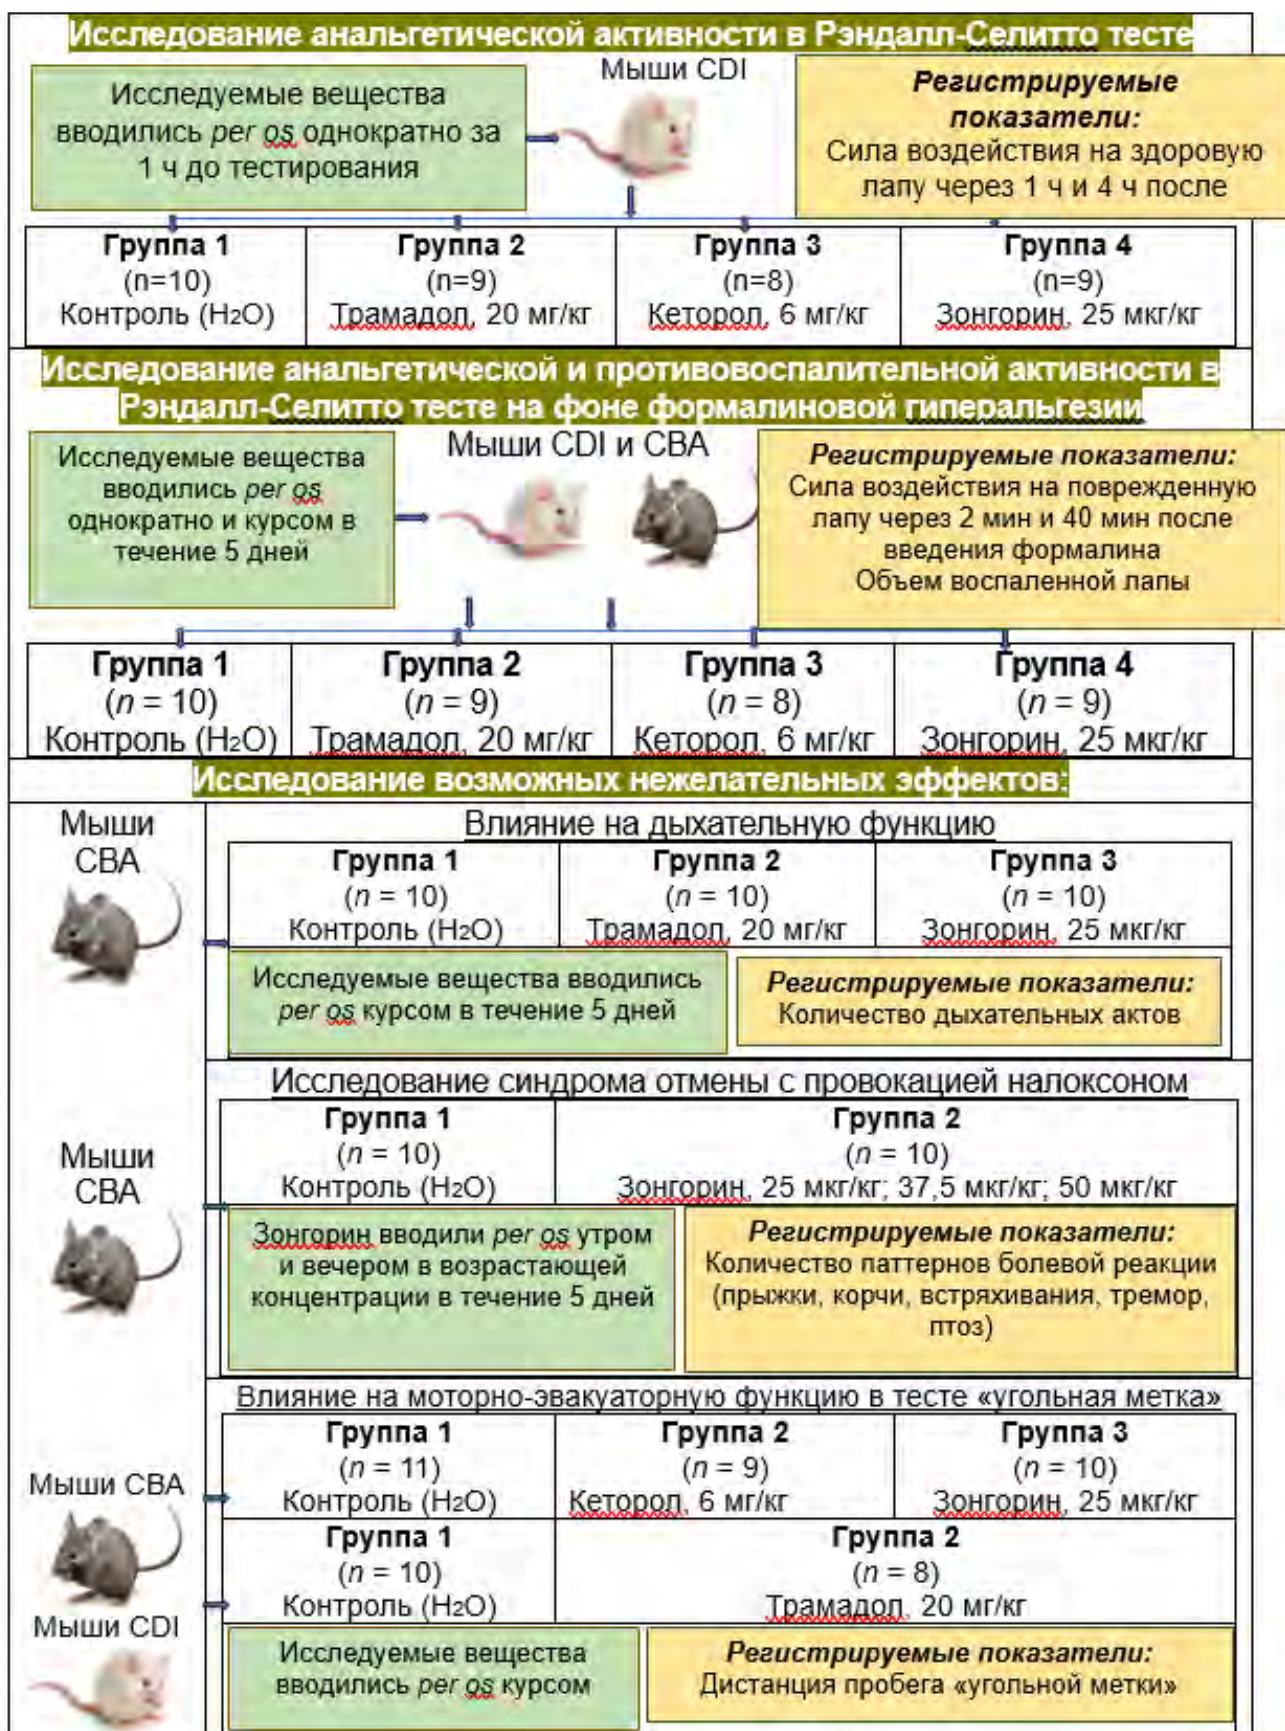 Исследование анальгетической активности в Рэндалл-Селитто тесте
Исследуемые вещества
вводились per os однократно за
1 ч до тестирования
Мыши CDI
Регистрируемые
показатели:
Сила воздействия на здоровую
лапу через 1 ч и 4 ч после
Группа 1
(n=10)
Контроль (H2O)
Группа 2
(n=9)
Трамадол, 20 мг/кг
Группа 3
(n=8)
Кеторол, 6 мг/кг
Группа 4
(n=9)
Зонгорин, 25 мкг/кг
Исследование анальгетической и противовоспалительной активности в
Рэндалл-Селитто тесте на фоне формалиновой гиперальгезии
Исследуемые вещества
вводились per os
однократно и курсом в
течение 5 дней
Мыши CDI и CBA
Регистрируемые показатели:
Сила воздействия на поврежденную
лапу через 2 мин и 40 мин после
введения формалина
Объем воспаленной лапы
Группа 1
(n = 10)
Контроль (H2O)
Группа 2
(n = 9)
Трамадол, 20 мг/кг
Группа 3
(n = 8)
Кеторол, 6 мг/кг
Группа 4
(n = 9)
Зонгорин, 25 мкг/кг
Исследование возможных нежелательных эффектов:
Мыши
CBA
Влияние на дыхательную функцию
Группа 1
(n = 10)
Контроль (H2O)
Группа 2
(n = 10)
Трамадол, 20 мг/кг
Группа 3
(n = 10)
Зонгорин, 25 мкг/кг
Исследуемые вещества вводились
per os курсом в течение 5 дней
Регистрируемые показатели:
Количество дыхательных актов
Исследование синдрома отмены с провокацией налоксоном
Мыши
CBA
Группа 1
(n = 10)
Контроль (H2O)
Группа 2
(n = 10)
Зонгорин, 25 мкг/кг; 37,5 мкг/кг; 50 мкг/кг
Зонгорин вводили per os утром
и вечером в возрастающей
концентрации в течение 5 дней
Регистрируемые показатели:
Количество паттернов болевой реакции
(прыжки, корчи, встряхивания, тремор,
птоз)
Влияние на моторно-эвакуаторную функцию в тесте «угольная метка»
Мыши CBA
Группа 1
(n = 11)
Контроль (H2O)
Группа 2
(n = 9)
Кеторол, 6 мг/кг
Группа 3
(n = 10)
Зонгорин, 25 мкг/кг
Мыши CDI
Группа 1
(n = 10)
Контроль (H2O)
Группа 2
(n = 8)
Трамадол, 20 мг/кг
Исследуемые вещества
вводились per os курсом
Регистрируемые показатели:
Дистанция пробега «угольной метки»